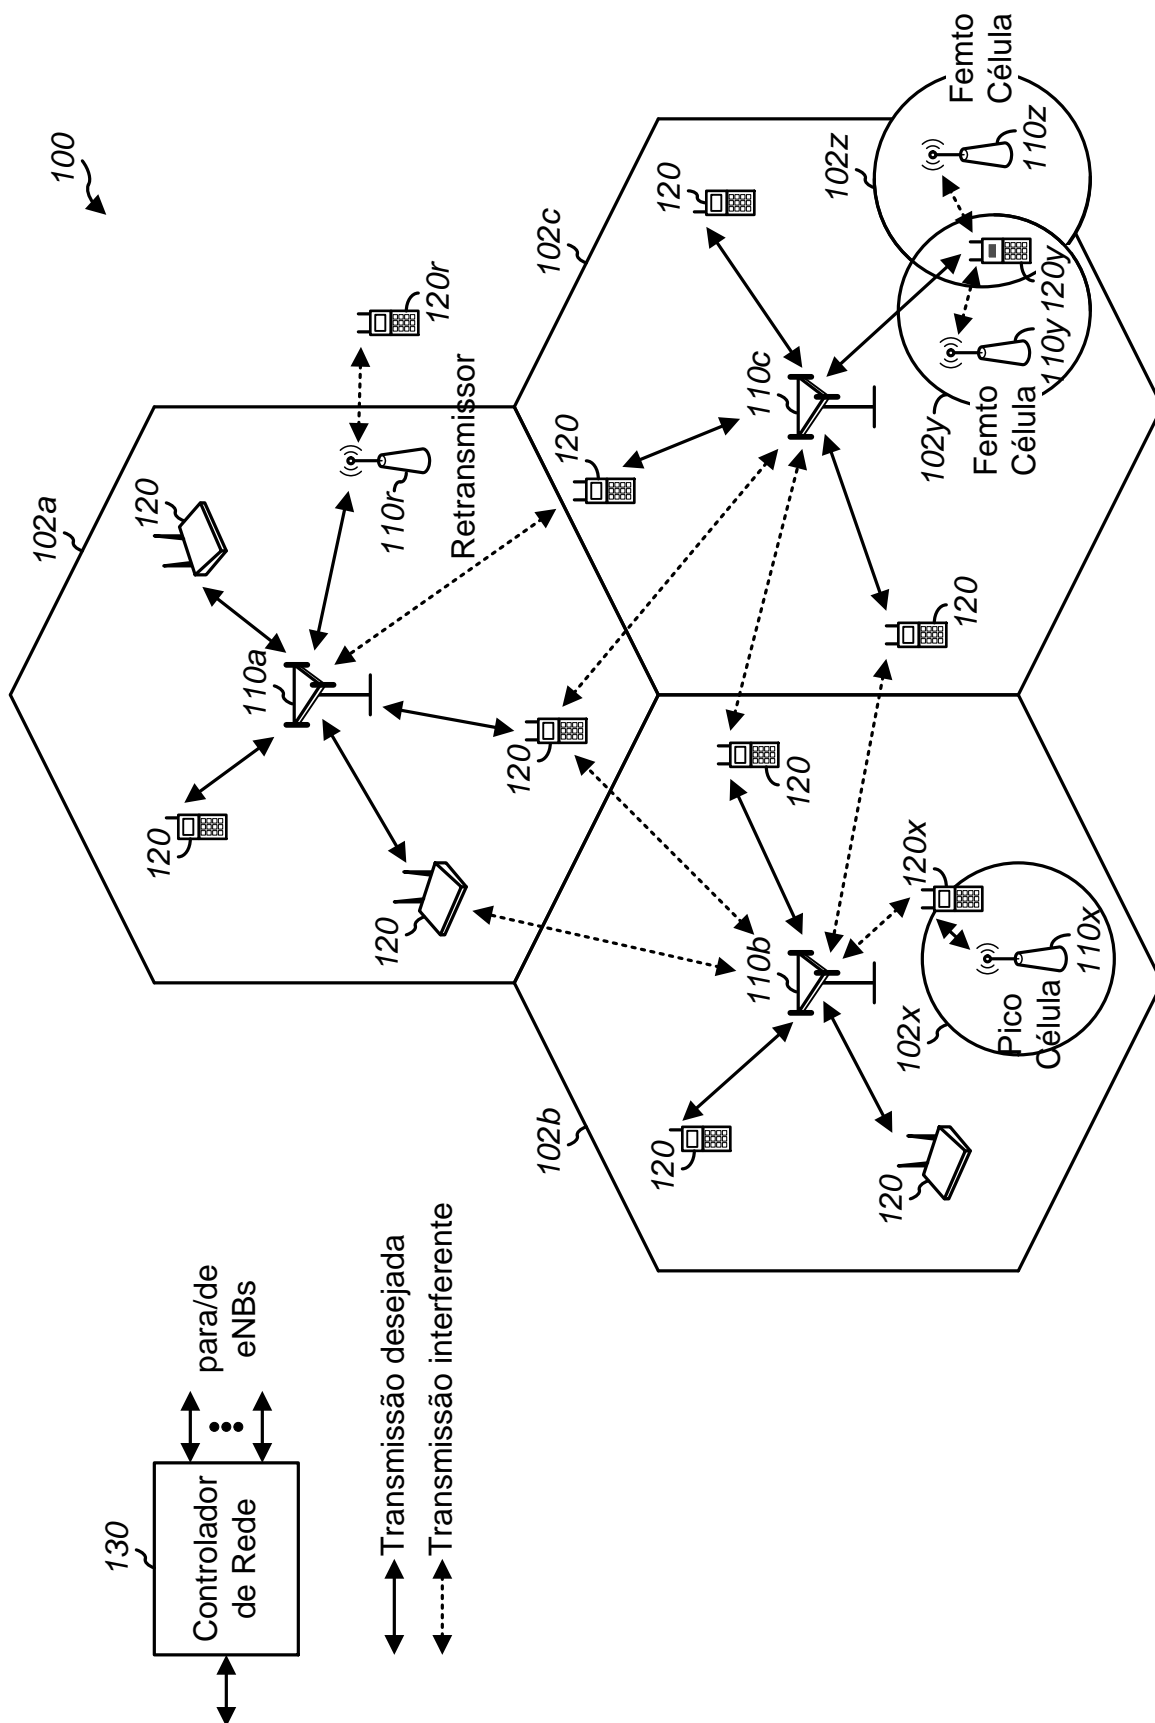 100
130
Controlador
de Rede
para/de
eNBs
Transmissão desejada
Transmissão interferente
102a
120
120
110a
120
120
110r
Retransmissor
120r
102b
120
120
110b
120
120x
102x
Pico
Célula
110x
102c
120
120
110c
120
102y
Femto
Célula
110y
120y
102z
Femto
Célula
110z